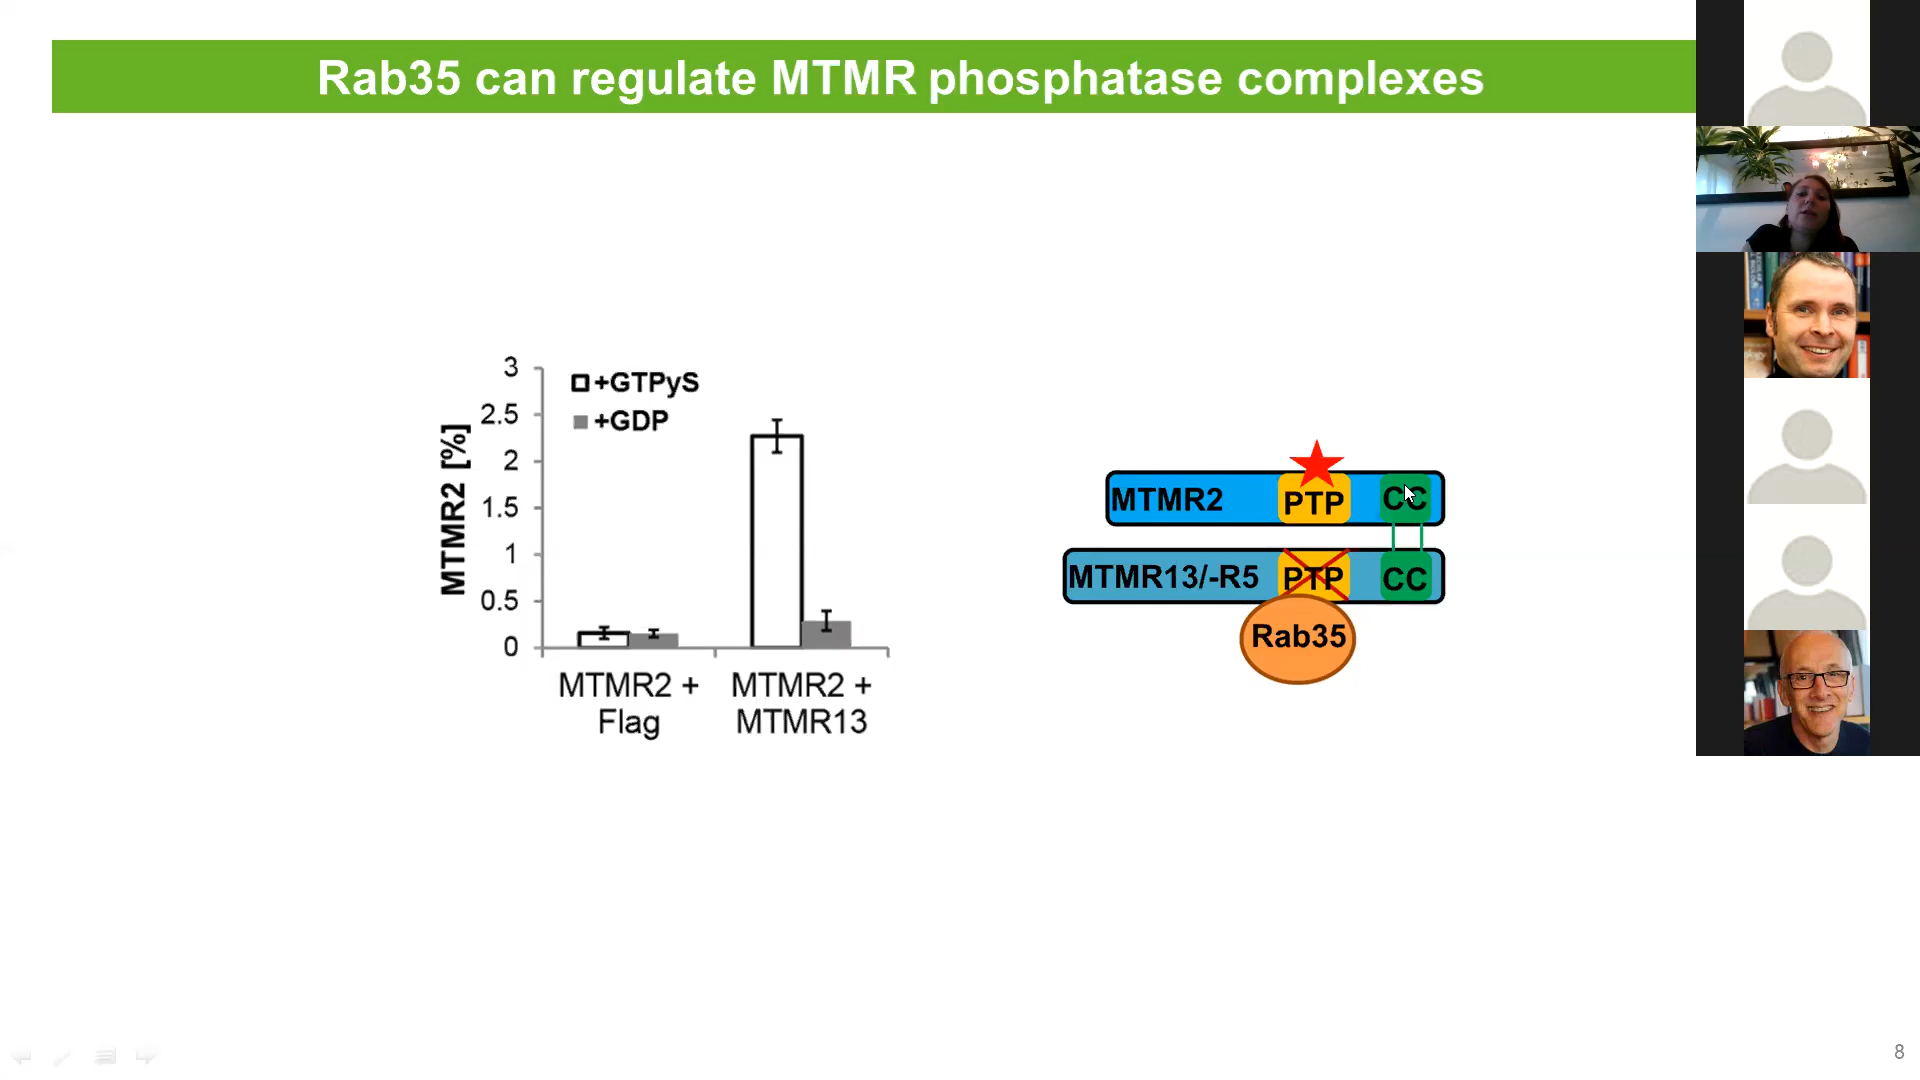 Rab35 can regulate MTMR phosphatase complexes
MTMR2 [%]
3
2.5
2
1.5
1
0.5
0
+GTPyS
+GDP
MTMR2 +
Flag
MTMR2 +
MTMR13
MTMR2
PTP
CC
MTMR13/-R5
PTP
CC
Rab35
8